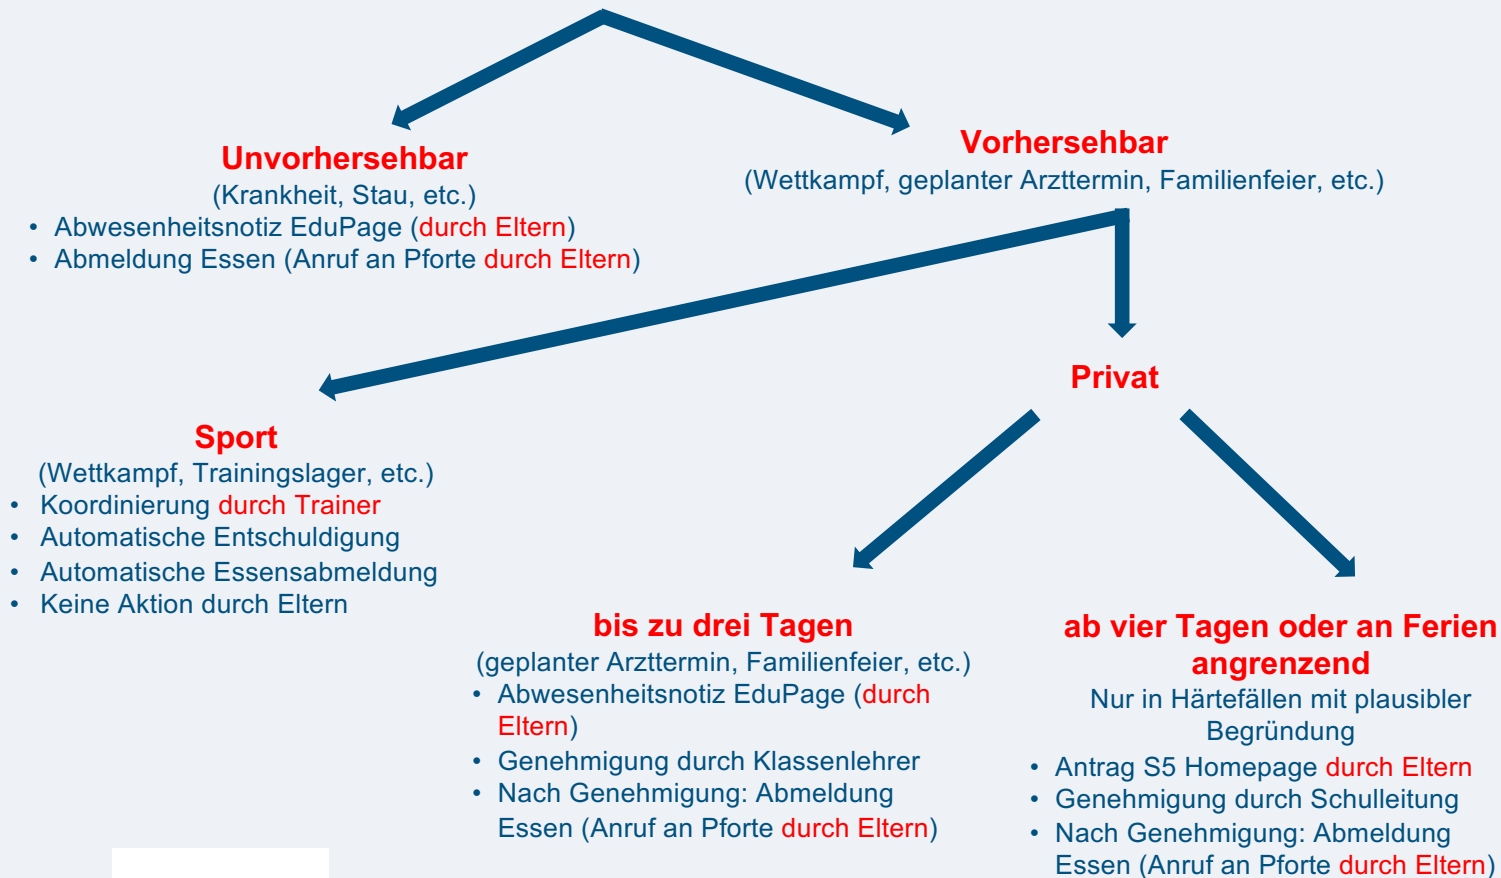 Unvorhersehbar
(Krankheit, Stau, etc.)
• Abwesenheitsnotiz EduPage (durch Eltern)
• Abmeldung Essen (Anruf an Pforte durch Eltern)
Vorhersehbar
(Wettkampf, geplanter Arzttermin, Familienfeier, etc.)
Sport
(Wettkampf, Trainingslager, etc.)
• Koordinierung durch Trainer
• Automatische Entschuldigung
• Automatische Essensabmeldung
• Keine Aktion durch Eltern
Privat
bis zu drei Tagen
(geplanter Arzttermin, Familienfeier, etc.)
• Abwesenheitsnotiz EduPage (durch
Eltern)
• Genehmigung durch Klassenlehrer
• Nach Genehmigung: Abmeldung
Essen (Anruf an Pforte durch Eltern)
ab vier Tagen oder an Ferien
angrenzend
Nur in Härtefällen mit plausibler
Begründung
• Antrag S5 Homepage durch Eltern
• Genehmigung durch Schulleitung
• Nach Genehmigung: Abmeldung
Essen (Anruf an Pforte durch Eltern)